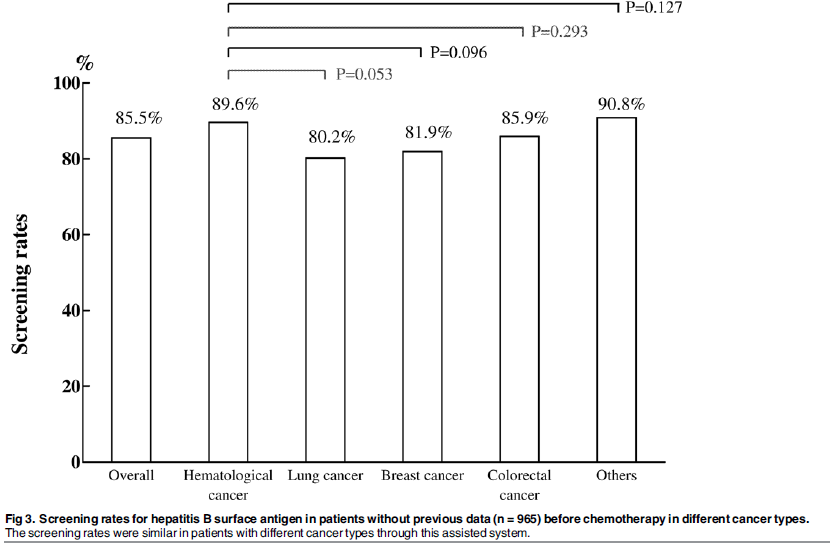 P=0.127
P=0.293
P=0.096
P=0.053
%
100
80
60
40
20
0
Screening rates
85.5%
89.6%
80.2%
81.9%
85.9%
90.8%
Overall
Hematological
cancer
Lung cancer
Breast cancer
Colorectal
cancer
Others
Fig 3. Screening rates for hepatitis B surface antigen in patients without previous data (n = 965) before chemotherapy in different cancer types.
The screening rates were similar in patients with different cancer types through this assisted system.